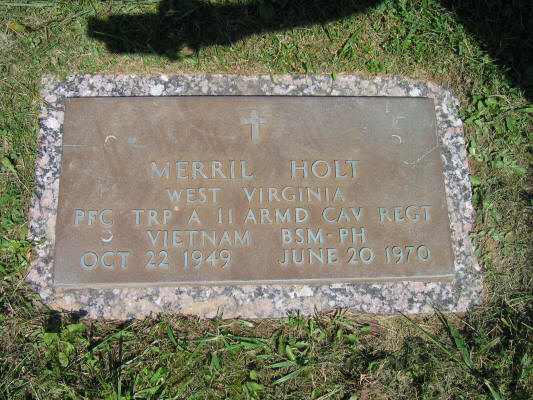 MERRIL HOLT
WEST VIRGINIA
PFC TRP A 11 ARMD CAV REGT
VIETNAM BSM-PH
OCT 22 1949 JUNE 20 1970